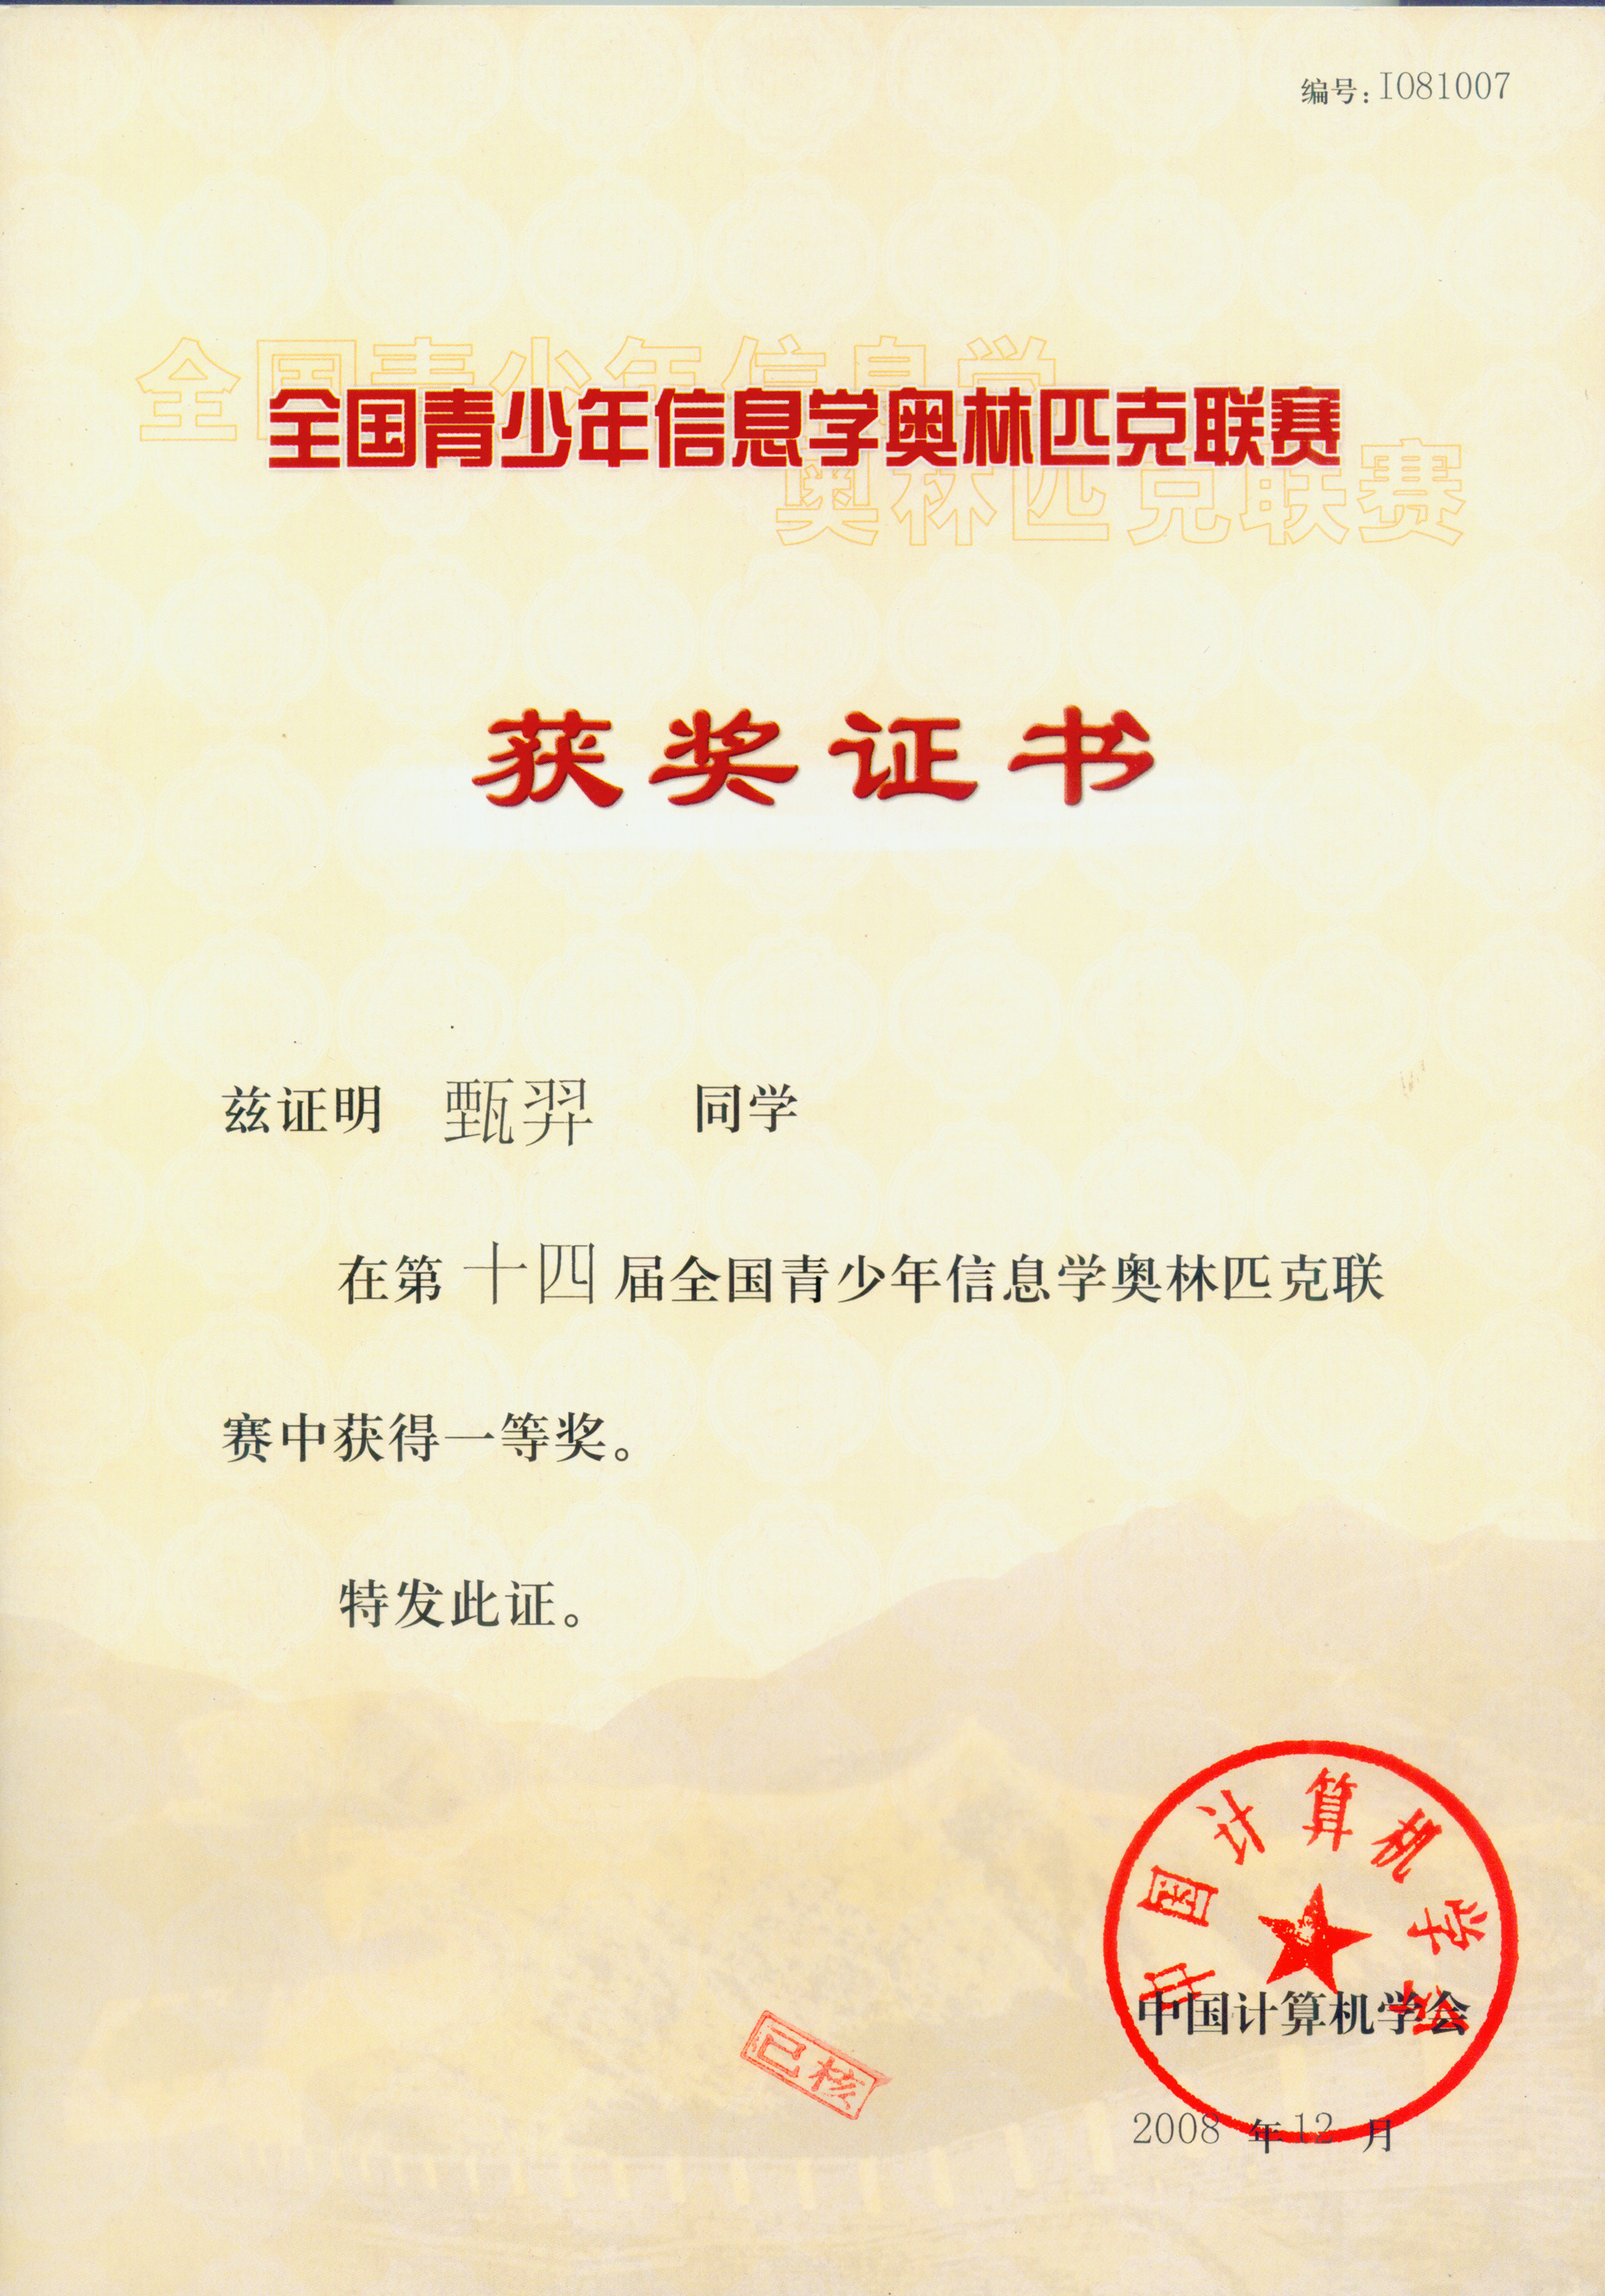 编号：I081007
全国青少年信息学
全国青少年信息学奥林匹克联赛
奥林匹克联赛
获奖证书
兹证明 甄羿 同学
在第 十四 届全国青少年信息学奥林匹克联
赛中获得一等奖。
特发此证。
中国计算机学会
中国计算机学会
已核
2008 年 12 月